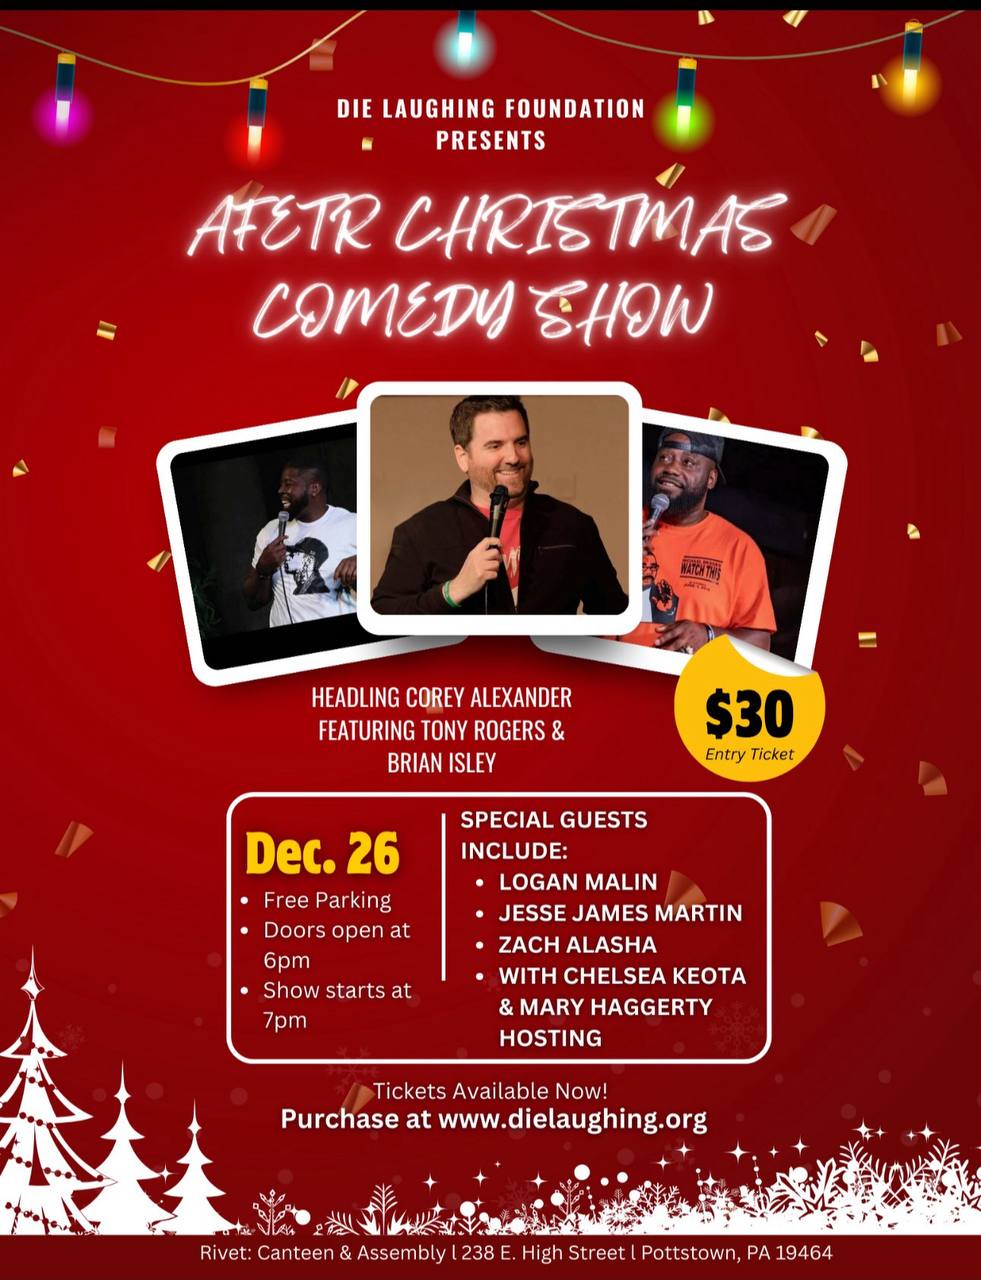 DIE LAUGHING FOUNDATION
PRESENTS
AFETR CHRISTMAS
COMEDY SHOW
WATCH THIS
HEADLING COREY ALEXANDER
FEATURING TONY ROGERS &
BRIAN ISLEY
$30
Entry Ticket
Dec. 26
• Free Parking
• Doors open at
6pm
• Show starts at
7pm
SPECIAL GUESTS
INCLUDE:
• LOGAN MALIN
• JESSE JAMES MARTIN
• ZACH ALASHA
• WITH CHELSEA KEOTA
& MARY HAGGERTY
HOSTING
Tickets Available Now!
Purchase at www.dielaughing.org
Rivet: Canteen & Assembly l 238 E. High Street l Pottstown, PA 19464